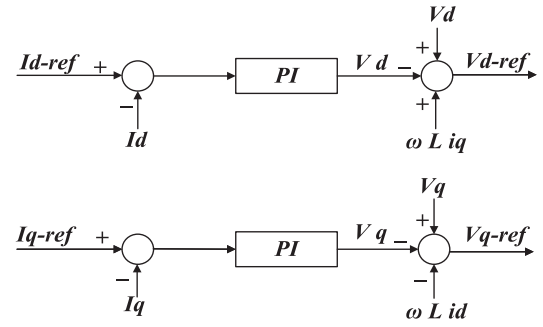 Vd
Id-ref + PI V d − + Vd-ref
− +
Id ω L iq
Vq
Iq-ref + PI V q − + Vq-ref
− −
Iq ω L id